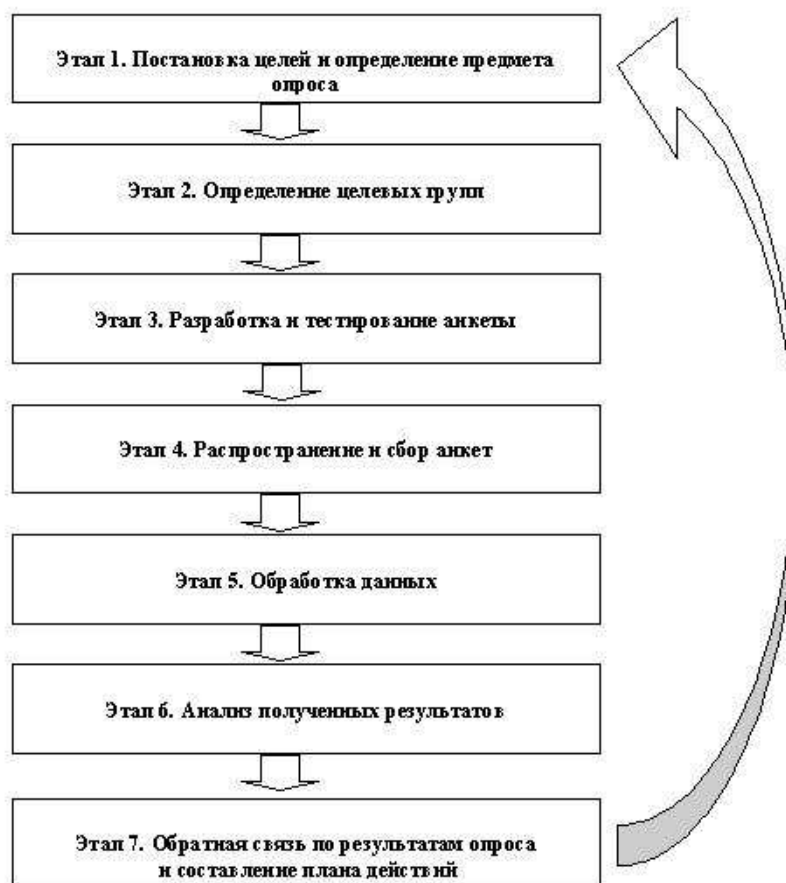 Этап 1. Постановка целей и определение предмета
опроса
Этап 2. Определение целевых групп
Этап 3. Разработка и тестирование анкеты
Этап 4. Распространение и сбор анкет
Этап 5. Обработка данных
Этап 6. Анализ полученных результатов
Этап 7. Обратная связь по результатам опроса
и составление плана действий